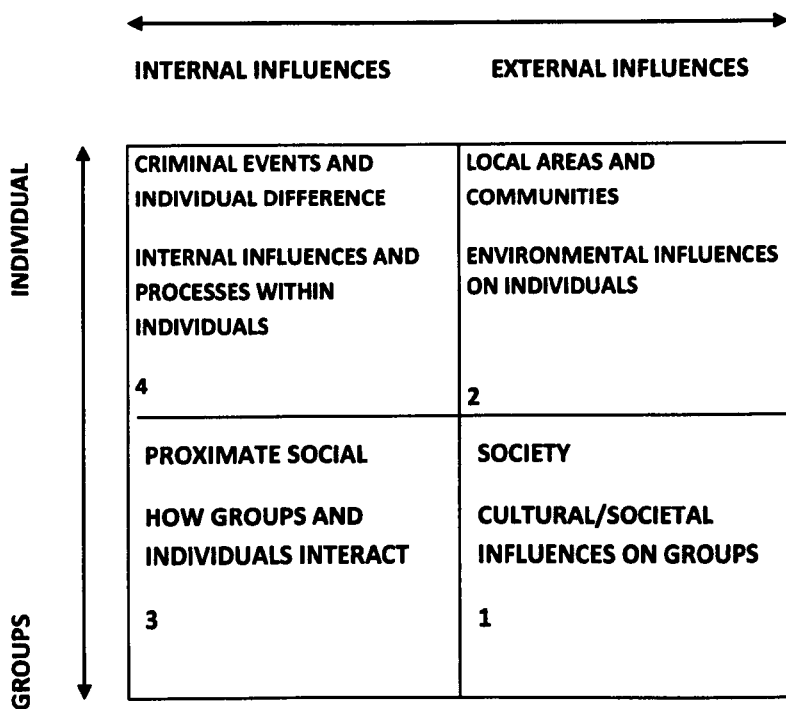 INTERNAL INFLUENCES
EXTERNAL INFLUENCES
INDIVIDUAL
CRIMINAL EVENTS AND
INDIVIDUAL DIFFERENCE
INTERNAL INFLUENCES AND
PROCESSES WITHIN
INDIVIDUALS
4
LOCAL AREAS AND
COMMUNITIES
ENVIRONMENTAL INFLUENCES
ON INDIVIDUALS
2
GROUPS
PROXIMATE SOCIAL
HOW GROUPS AND
INDIVIDUALS INTERACT
3
SOCIETY
CULTURAL/SOCIETAL
INFLUENCES ON GROUPS
1